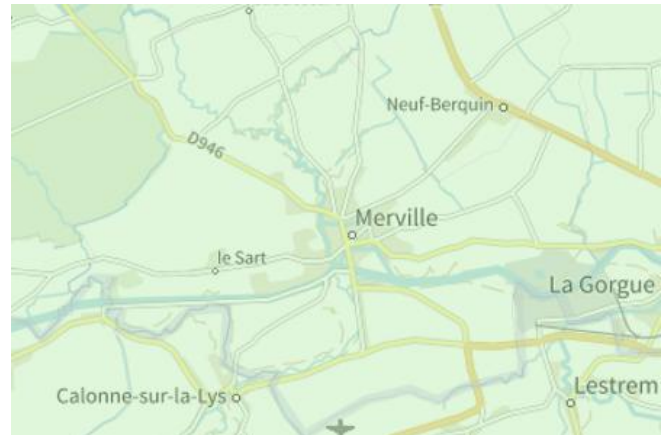 Neuf-Berquin
D946
Merville
le Sart
La Gorgue
Calonne-sur-la-Lys
Lestrem